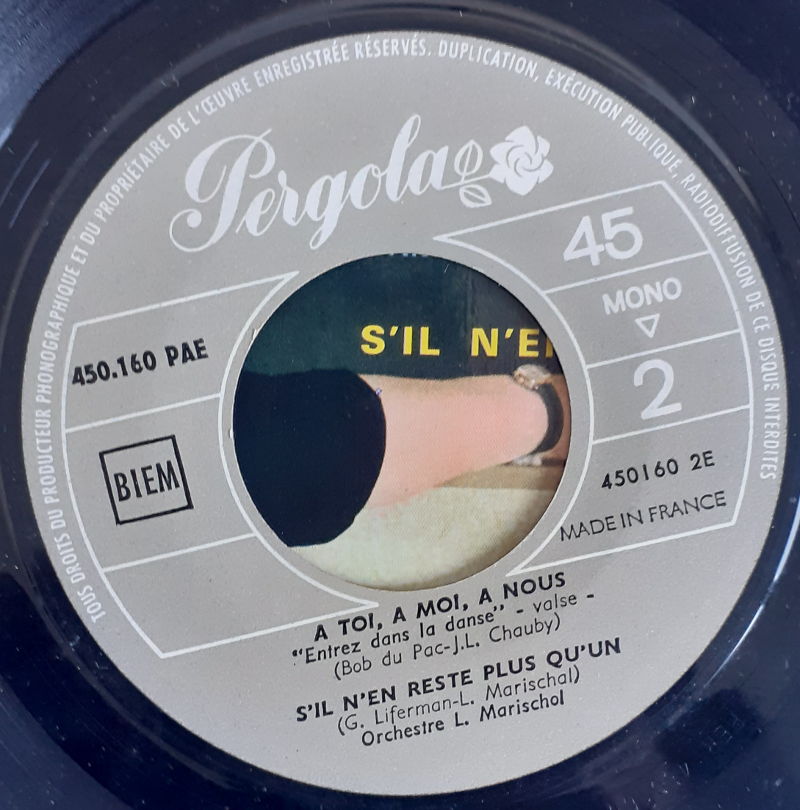 TOUS DROITS DU PRODUCTEUR PHONOGRAPHIQUE ET DU PROPRIÉTAIRE DE L'ŒUVRE ENREGISTRÉE RÉSERVÉS. DUPLICATION, EXÉCUTION PUBLIQUE, RADIODIFFUSION DE CE DISQUE INTERDITES
Pergola
45
MONO
2
450160 2E
MADE IN FRANCE
450.160 PAE
BIEM
S'IL N'E
A TOI, A MOI, A NOUS
"Entrez dans la danse" - valse -
(Bob du Pac-J.L. Chauby)
S'IL N'EN RESTE PLUS QU'UN
(G. Liferman-L. Marischal)
Orchestre L. Marischol